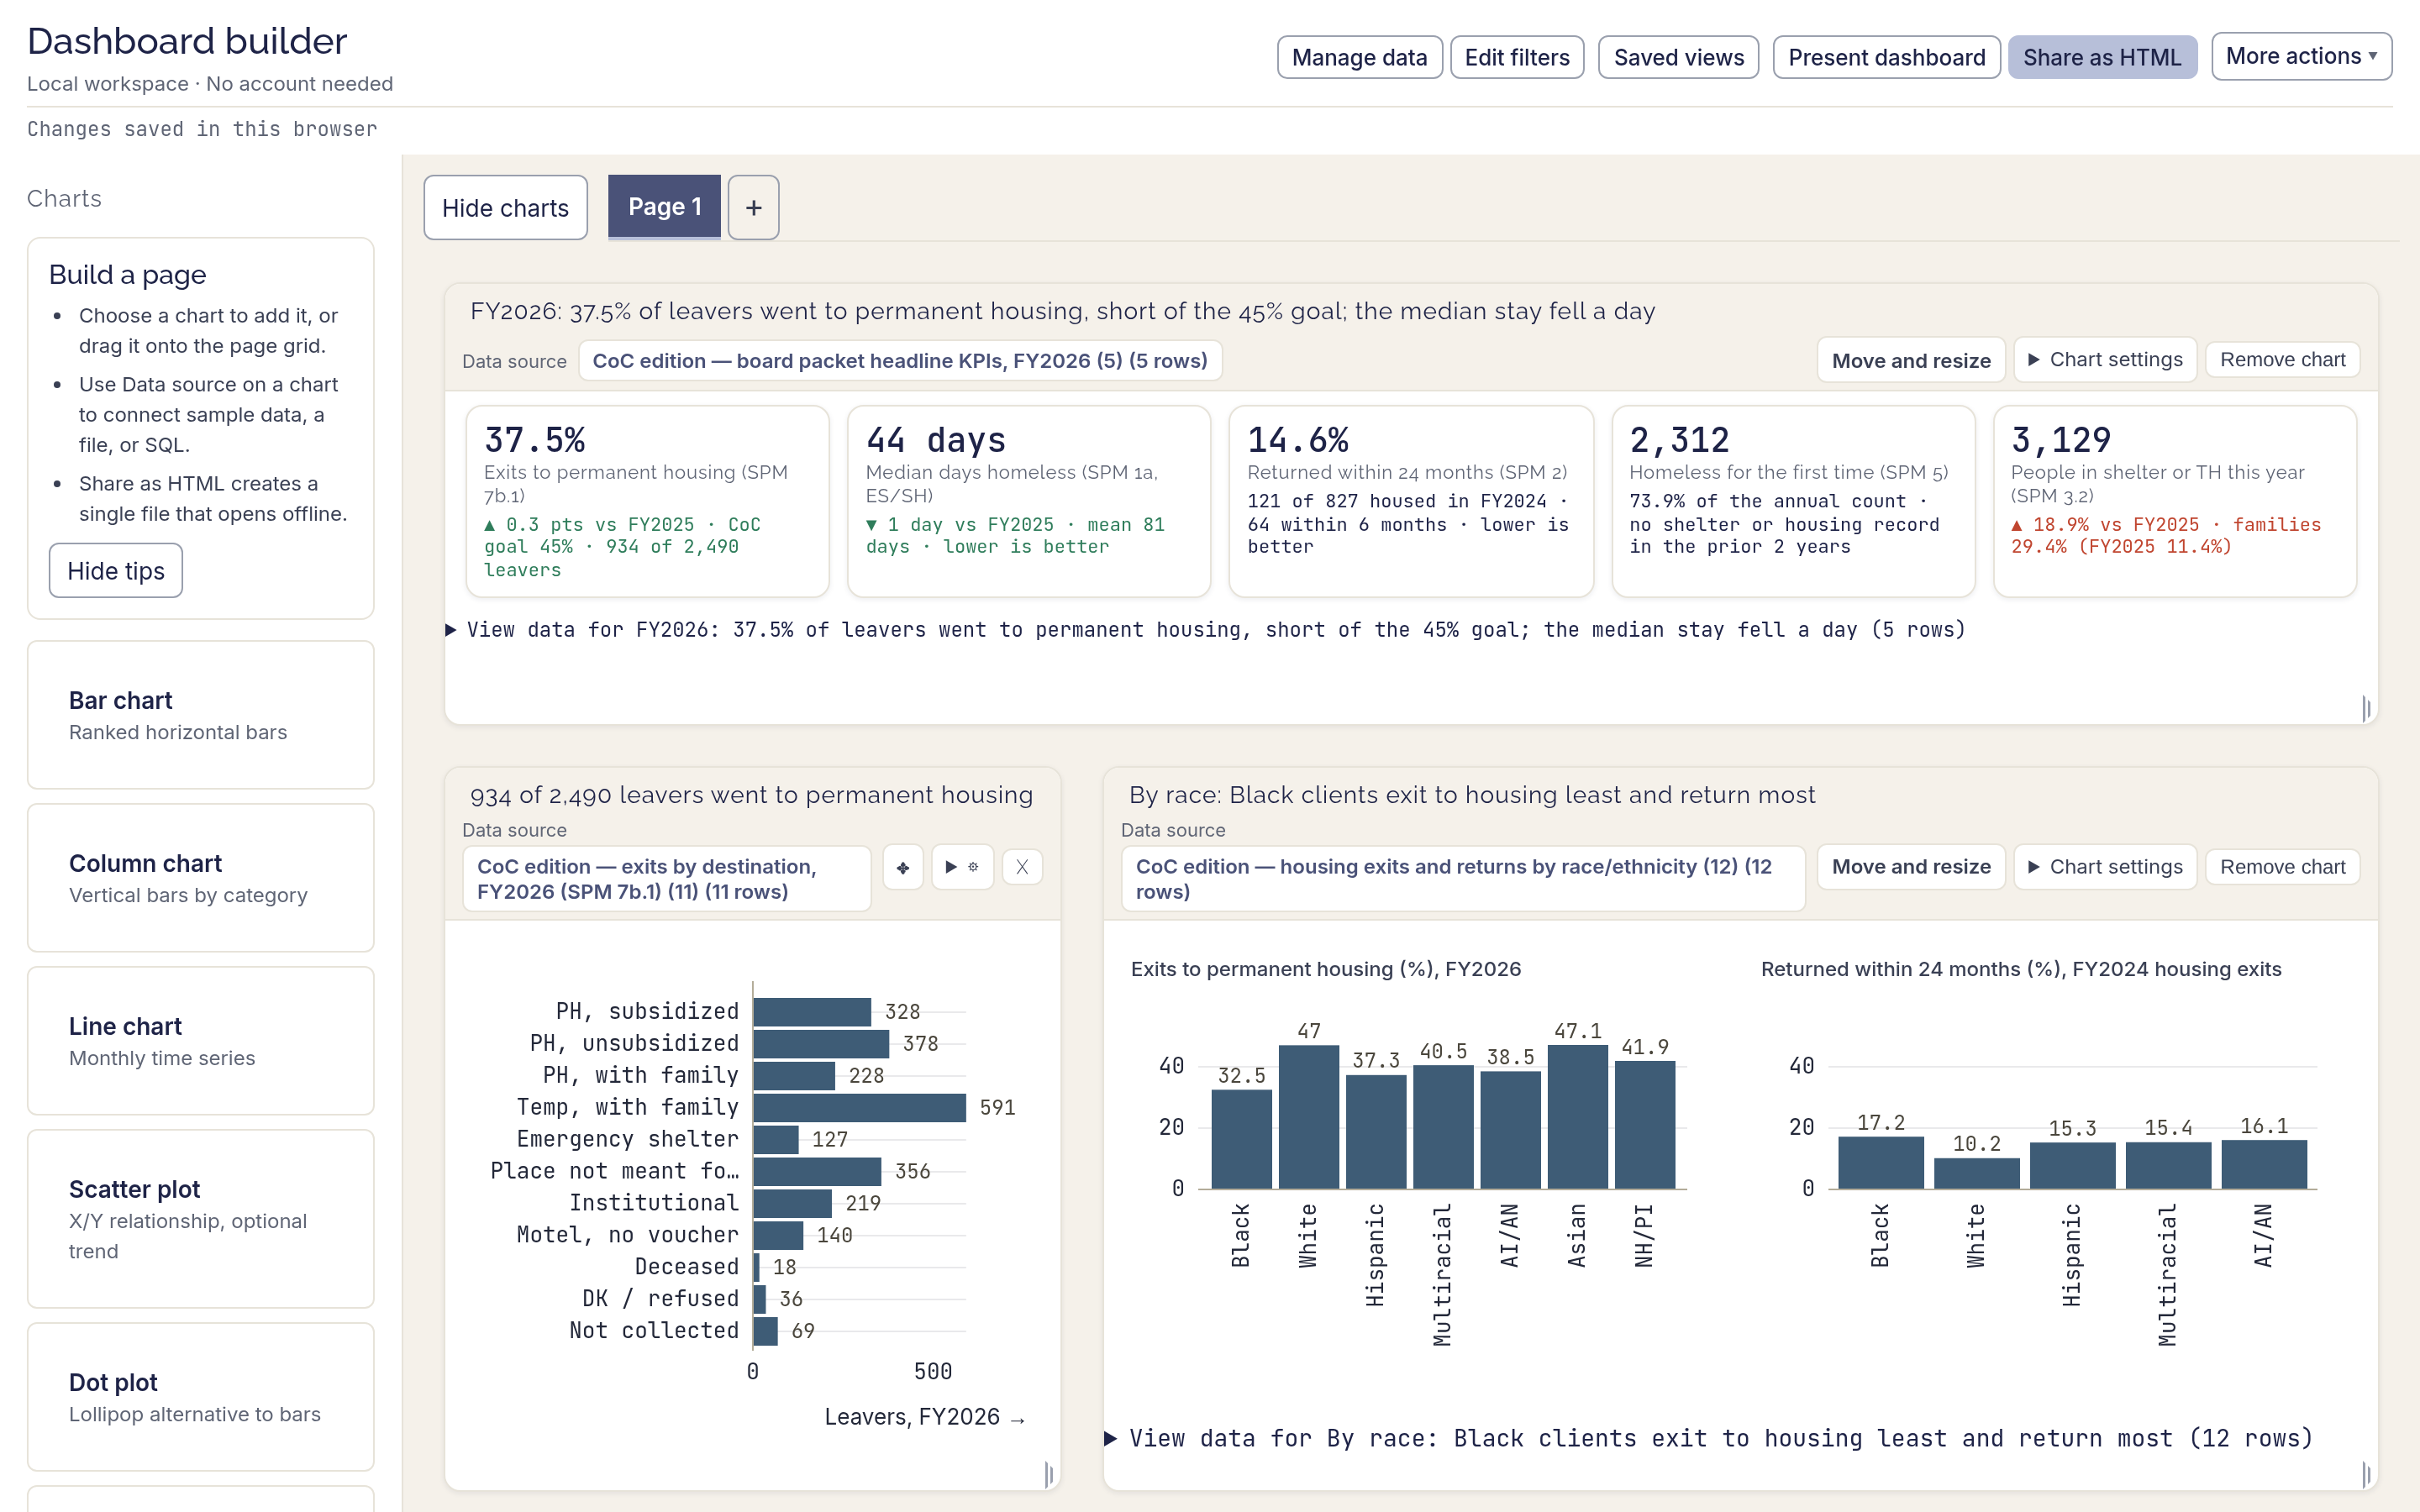 Dashboard builder
Local workspace · No account needed
Manage data
Edit filters
Saved views
Present dashboard
Share as HTML
More actions ▾
Changes saved in this browser
Charts
Build a page
• Choose a chart to add it, or
drag it onto the page grid.
• Use Data source on a chart
to connect sample data, a
file, or SQL.
• Share as HTML creates a
single file that opens offline.
Hide tips
Bar chart
Ranked horizontal bars
Column chart
Vertical bars by category
Line chart
Monthly time series
Scatter plot
X/Y relationship, optional
trend
Dot plot
Lollipop alternative to bars
Hide charts
Page 1
+
FY2026: 37.5% of leavers went to permanent housing, short of the 45% goal; the median stay fell a day
Data source
CoC edition — board packet headline KPIs, FY2026 (5) (5 rows)
Move and resize
▶ Chart settings
Remove chart
37.5%
Exits to permanent housing (SPM
7b.1)
▲ 0.3 pts vs FY2025 · CoC
goal 45% · 934 of 2,490
leavers
44 days
Median days homeless (SPM 1a,
ES/SH)
▼ 1 day vs FY2025 · mean 81
days · lower is better
14.6%
Returned within 24 months (SPM 2)
121 of 827 housed in FY2024 ·
64 within 6 months · lower is
better
2,312
Homeless for the first time (SPM 5)
73.9% of the annual count ·
no shelter or housing record
in the prior 2 years
3,129
People in shelter or TH this year
(SPM 3.2)
▲ 18.9% vs FY2025 · families
29.4% (FY2025 11.4%)
▶ View data for FY2026: 37.5% of leavers went to permanent housing, short of the 45% goal; the median stay fell a day (5 rows)
934 of 2,490 leavers went to permanent housing
Data source
CoC edition — exits by destination,
FY2026 (SPM 7b.1) (11) (11 rows)
X
PH, subsidized 328
PH, unsubsidized 378
PH, with family 228
Temp, with family 591
Emergency shelter 127
Place not meant fo… 356
Institutional 219
Motel, no voucher 140
Deceased 18
DK / refused 36
Not collected 69
0 500
Leavers, FY2026 →
By race: Black clients exit to housing least and return most
Data source
CoC edition — housing exits and returns by race/ethnicity (12) (12
rows)
Move and resize
▶ Chart settings
Remove chart
Exits to permanent housing (%), FY2026
40
20
0
32.5 47 37.3 40.5 38.5 47.1 41.9
Black White Hispanic Multiracial AI/AN Asian NH/PI
Returned within 24 months (%), FY2024 housing exits
40
20
0
17.2 10.2 15.3 15.4 16.1
Black White Hispanic Multiracial AI/AN
▶ View data for By race: Black clients exit to housing least and return most (12 rows)